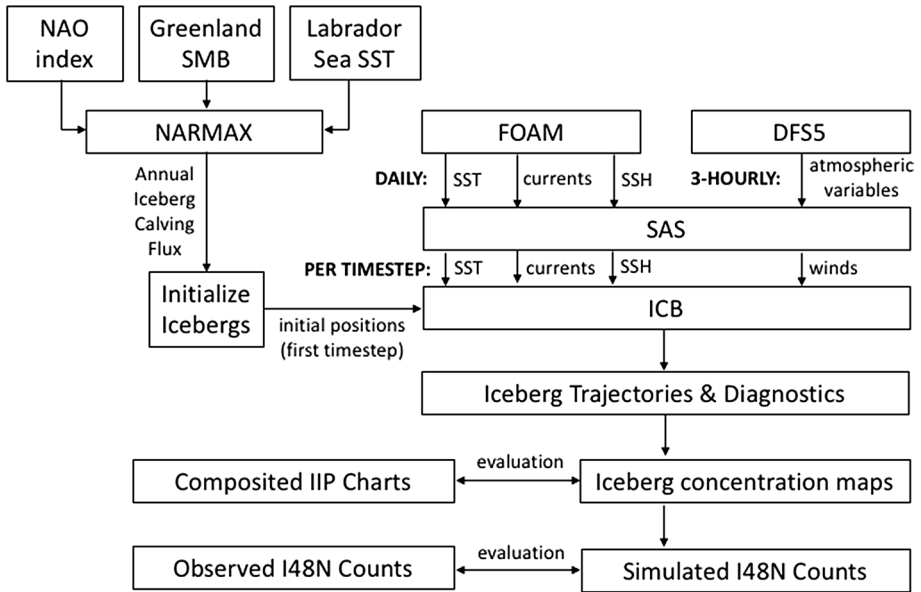 NAO
index
Greenland
SMB
Labrador
Sea SST
NARMAX
FOAM
DFS5
Annual
Iceberg
Calving
Flux
DAILY:
SST
currents
SSH
3-HOURLY:
atmospheric
variables
SAS
PER TIMESTEP:
SST
currents
SSH
winds
Initialize
Icebergs
initial positions
(first timestep)
ICB
Iceberg Trajectories & Diagnostics
Composited IIP Charts
evaluation
Iceberg concentration maps
Observed I48N Counts
evaluation
Simulated I48N Counts